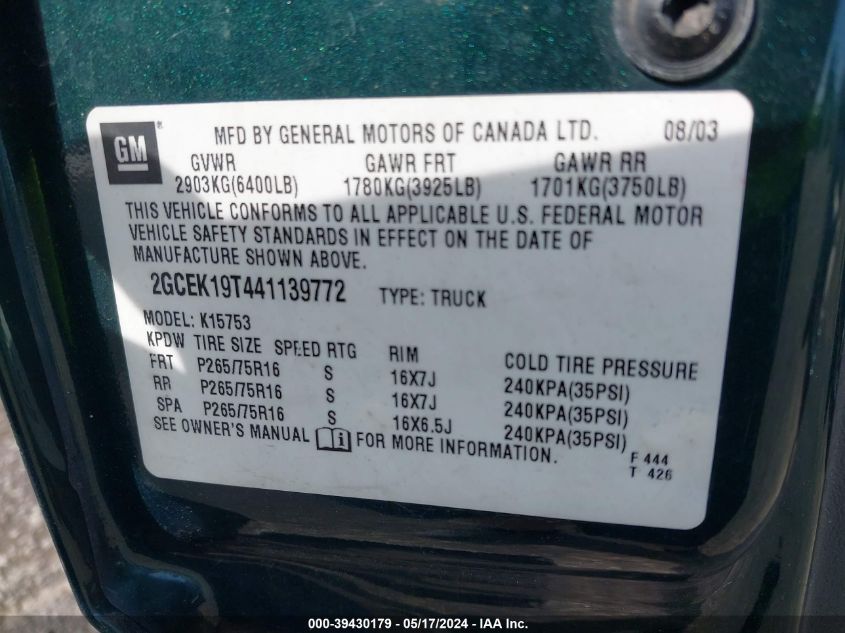 GM MFD BY GENERAL MOTORS OF CANADA LTD. 08/03
GVWR GAWR FRT GAWR RR
2903KG(6400LB) 1780KG(3925LB) 1701KG(3750LB)
THIS VEHICLE CONFORMS TO ALL APPLICABLE U.S. FEDERAL MOTOR
VEHICLE SAFETY STANDARDS IN EFFECT ON THE DATE OF
MANUFACTURE SHOWN ABOVE.
2GCEK19T441139772 TYPE: TRUCK
MODEL: K15753
KPDW TIRE SIZE SPEED RTG RIM COLD TIRE PRESSURE
FRT P265/75R16 S 16X7J 240KPA(35PSI)
RR P265/75R16 S 16X7J 240KPA(35PSI)
SPA P265/75R16 S 16X6.5J 240KPA(35PSI)
SEE OWNER'S MANUAL i FOR MORE INFORMATION.
F 444
T 426
000-39430179 - 05/17/2024 - IAA Inc.